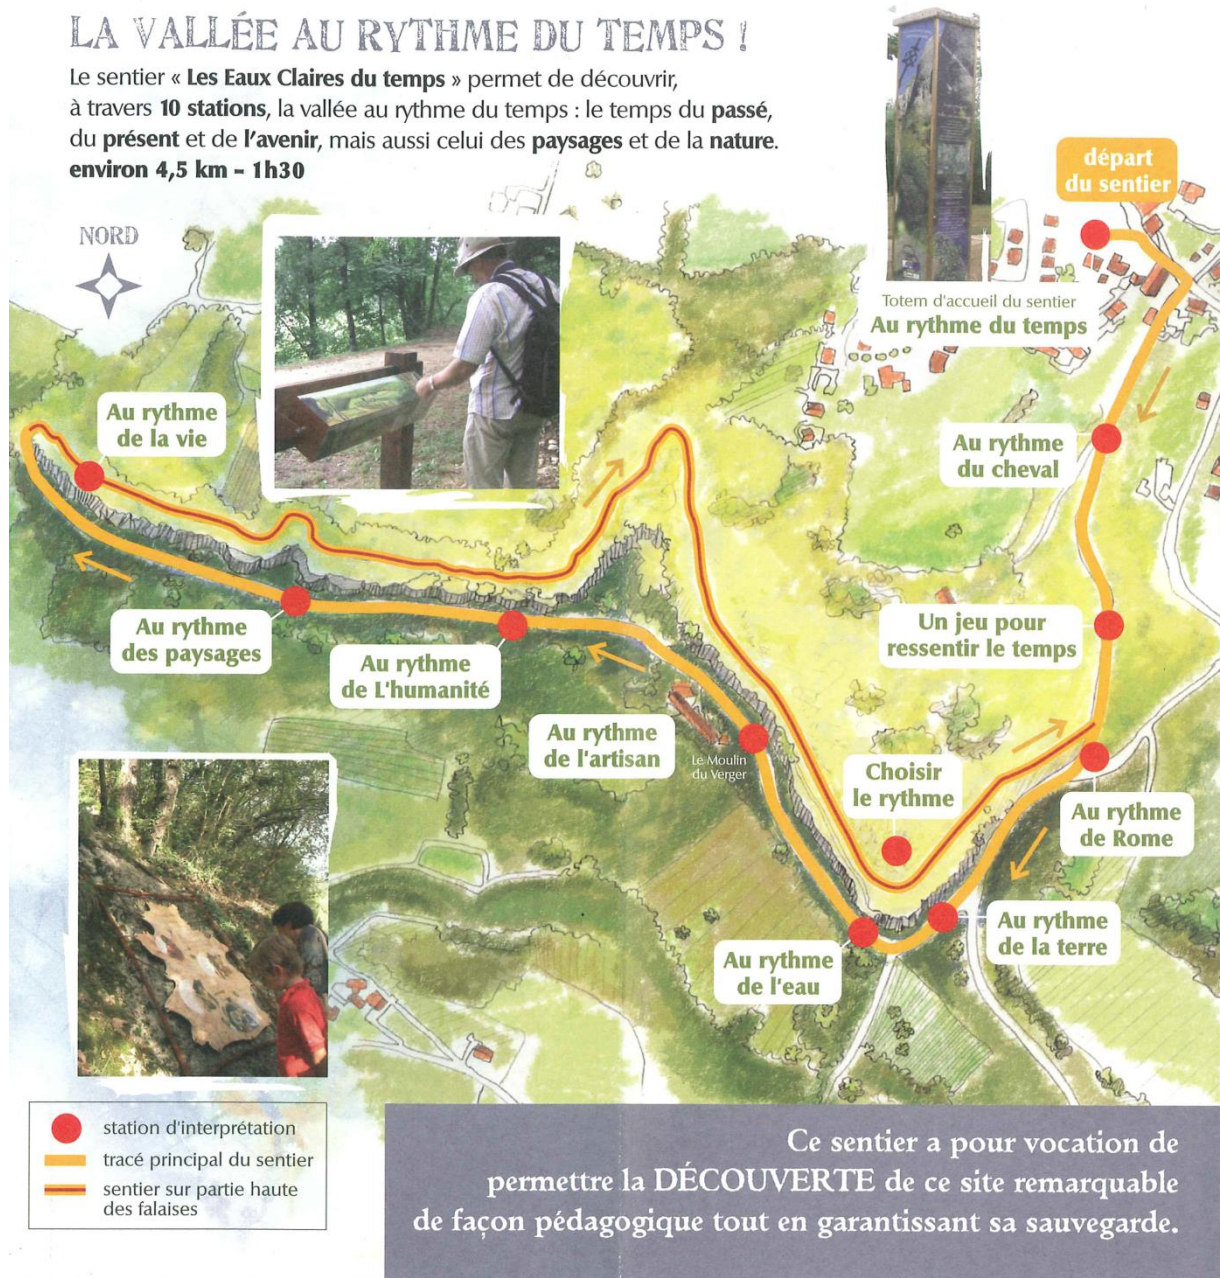 LA VALLÉE AU RYTHME DU TEMPS !
Le sentier « Les Eaux Claires du temps » permet de découvrir,
à travers 10 stations, la vallée au rythme du temps : le temps du passé,
du présent et de l'avenir, mais aussi celui des paysages et de la nature.
environ 4,5 km - 1h30
départ
du sentier
NORD
Totem d'accueil du sentier
Au rythme du temps
Au rythme
de la vie
Au rythme
du cheval
Au rythme
des paysages
Au rythme
de L'humanité
Un jeu pour
ressentir le temps
Au rythme
de l'artisan
Le Moulin
du Verger
Choisir
le rythme
Au rythme
de Rome
Au rythme
de la terre
Au rythme
de l'eau
station d'interprétation
tracé principal du sentier
sentier sur partie haute
des falaises
Ce sentier a pour vocation de
permettre la DÉCOUVERTE de ce site remarquable
de façon pédagogique tout en garantissant sa sauvegarde.